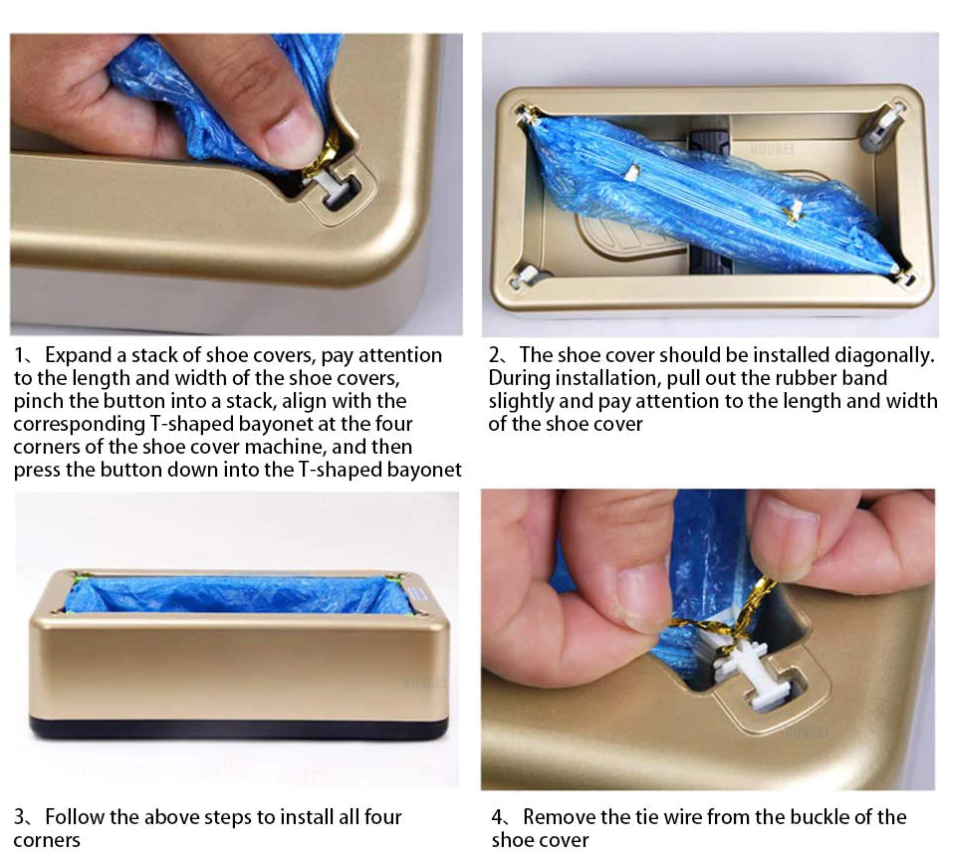 1、Expand a stack of shoe covers, pay attention
to the length and width of the shoe covers,
pinch the button into a stack, align with the
corresponding T-shaped bayonet at the four
corners of the shoe cover machine, and then
press the button down into the T-shaped bayonet
VOVAEL
2、The shoe cover should be installed diagonally.
During installation, pull out the rubber band
slightly and pay attention to the length and width
of the shoe cover
3、Follow the above steps to install all four
corners
4、Remove the tie wire from the buckle of the
shoe cover